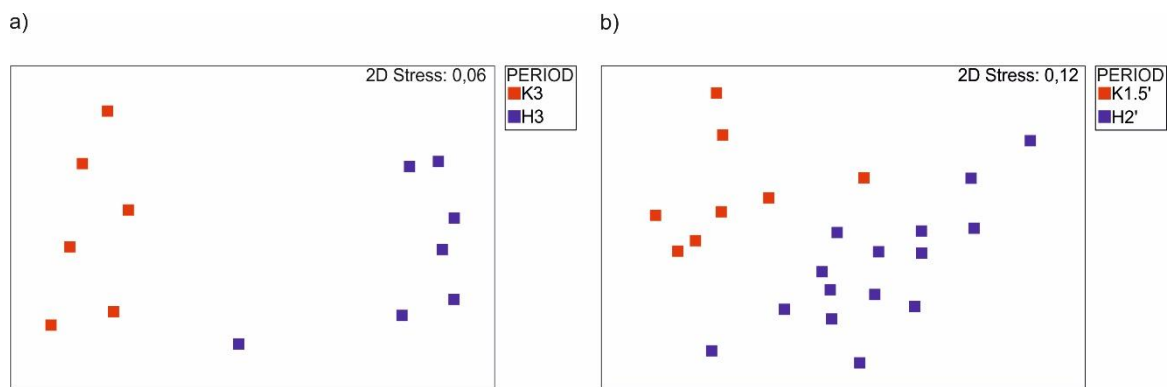 a)
2D Stress: 0,06
PERIOD
K3
H3
b)
2D Stress: 0,12
PERIOD
K1.5'
H2'